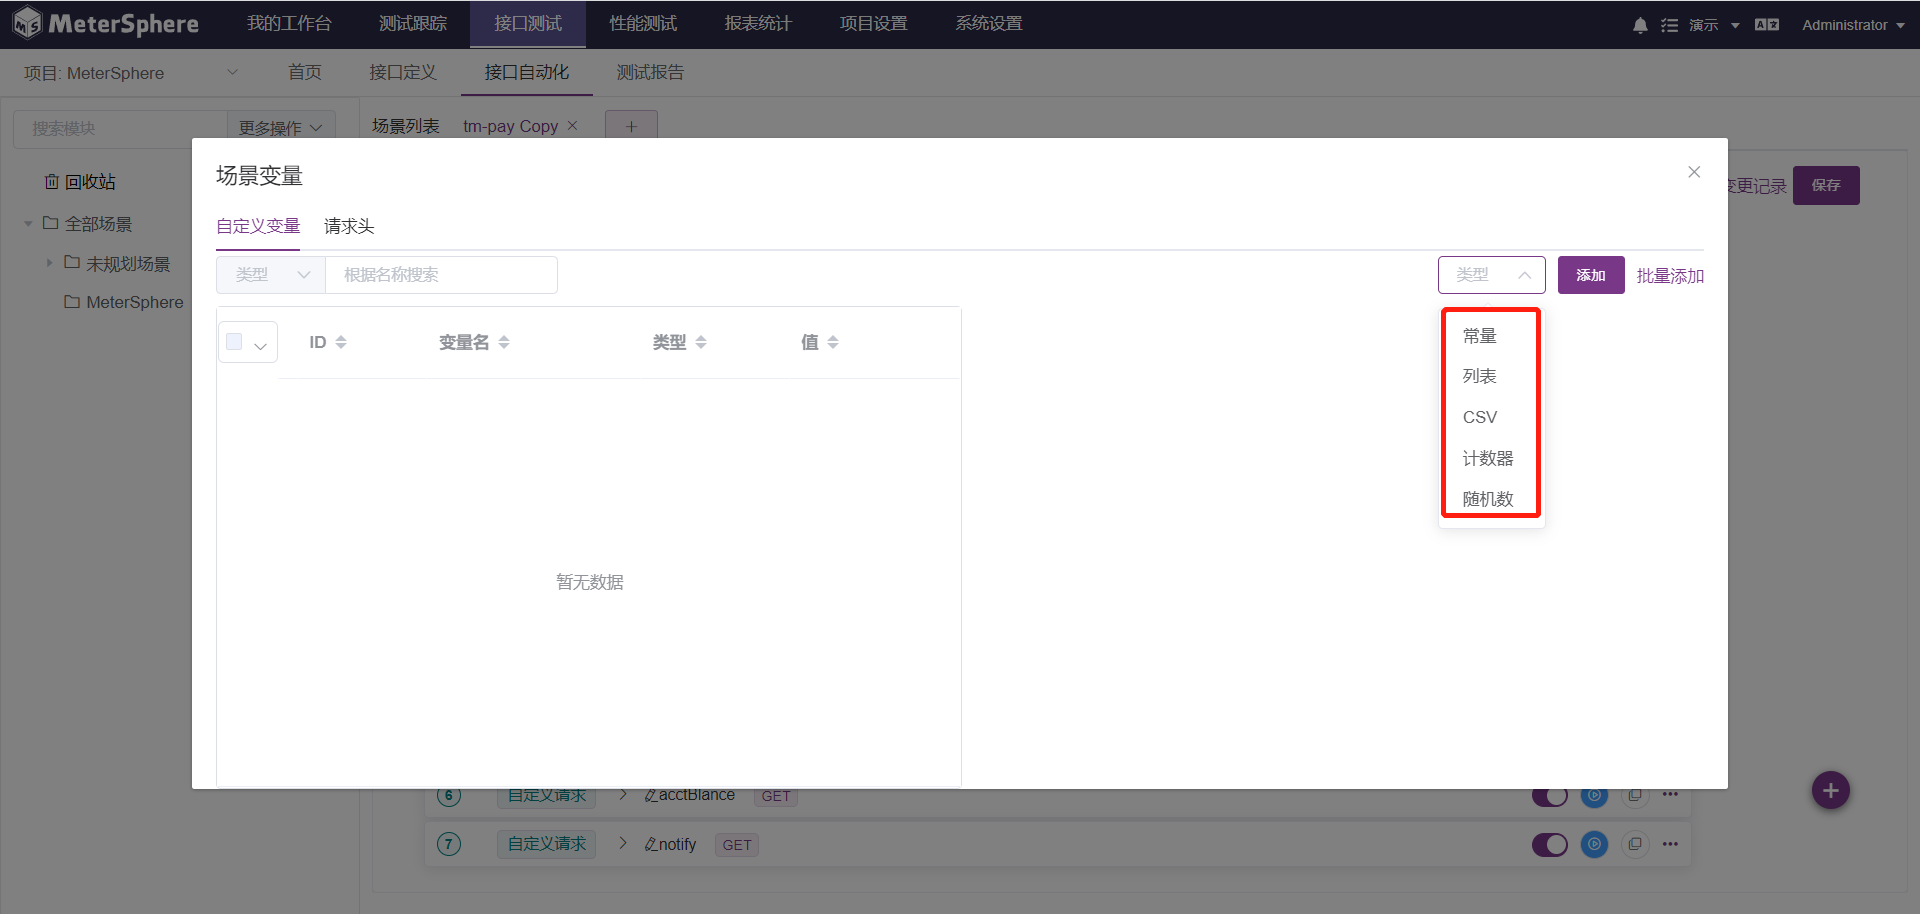 MeterSphere 我的工作台 测试跟踪 接口测试 性能测试 报表统计 项目设置 系统设置 演示 Administrator
项目: MeterSphere 首页 接口定义 接口自动化 测试报告
搜索模块 更多操作 场景列表 tm-pay Copy
回收站
全部场景
未规划场景
MeterSphere
变更记录 保存
场景变量
自定义变量 请求头
类型 根据名称搜索 类型 添加 批量添加
ID 变量名 类型 值
常量
列表
CSV
计数器
随机数
暂无数据
6 自定义请求 acctBlance GET
7 自定义请求 notify GET